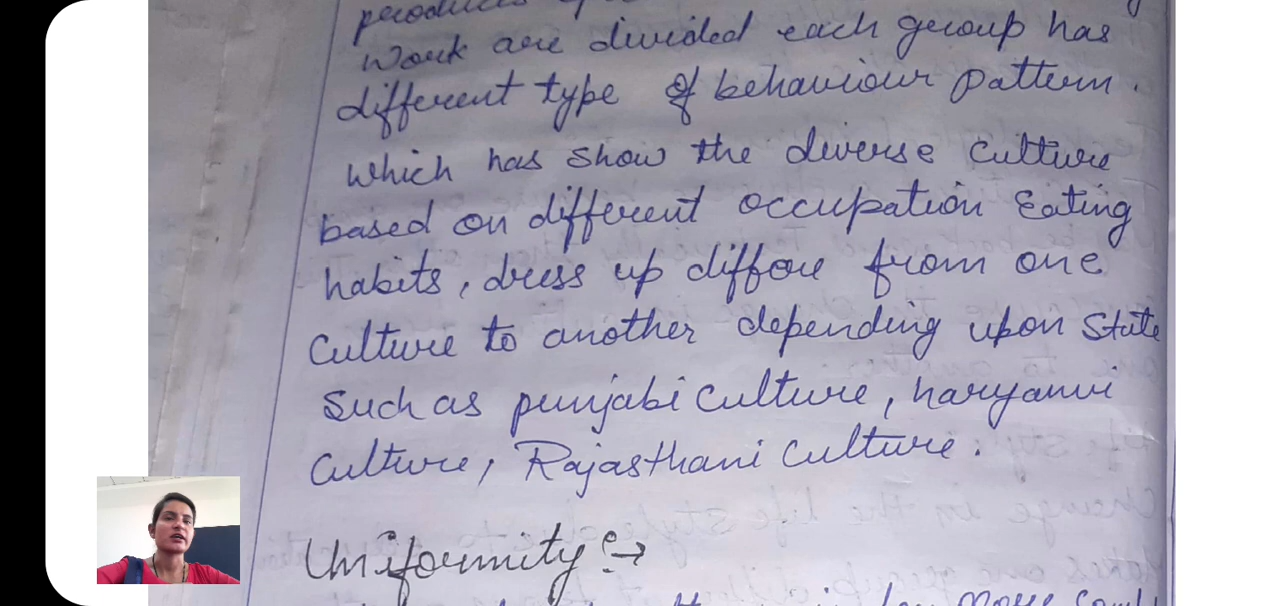 work are divided each group has
different type of behaviour pattern.
which has show the diverse culture
based on different occupation Eating
habits, dress up differe from one
culture to another depending upon State
Such as punjabi culture, haryanvi
culture, Rajasthani culture.
Uniformity :→